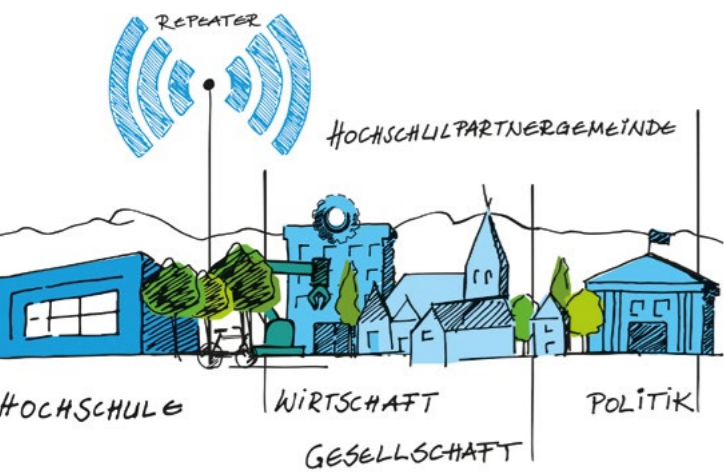 REPEATER
HOCHSCHULPARTNERGEMEINDE
HOCHSCHULE
WIRTSCHAFT
POLITIK
GESELLSCHAFT